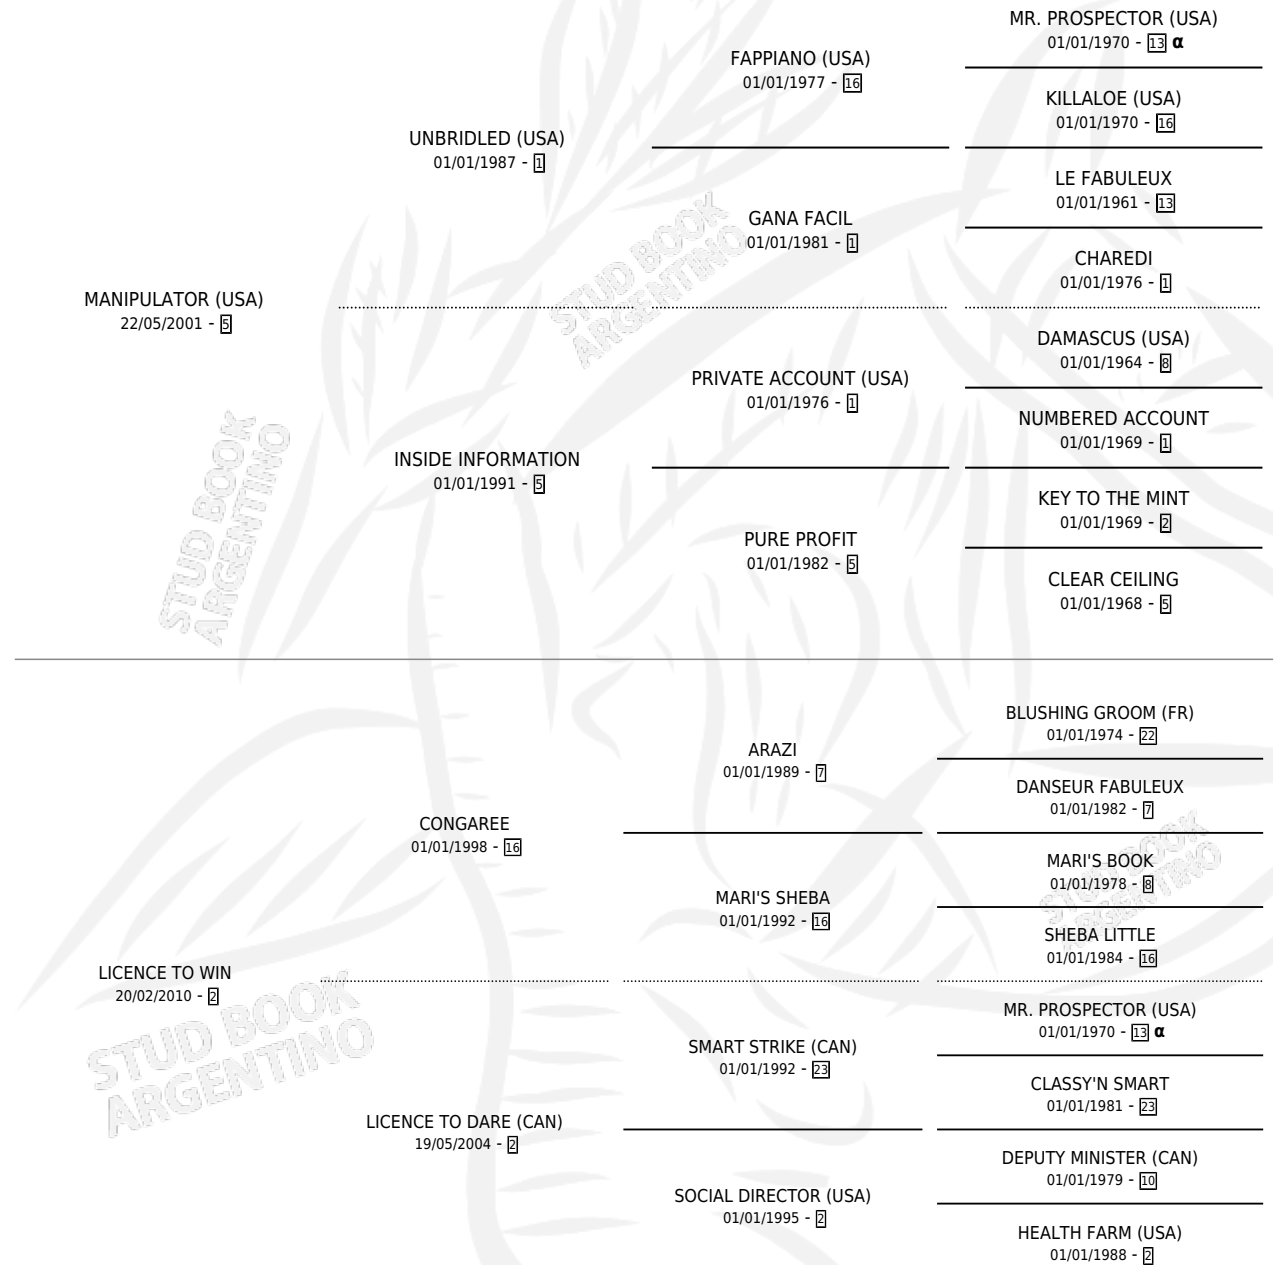 MR. PROSPECTOR (USA)
01/01/1970 - 13 α
FAPPIANO (USA)
01/01/1977 - 16
KILLALOE (USA)
01/01/1970 - 16
UNBRIDLED (USA)
01/01/1987 - 1
LE FABULEUX
01/01/1961 - 13
GANA FACIL
01/01/1981 - 1
CHAREDI
01/01/1976 - 1
MANIPULATOR (USA)
22/05/2001 - 5
DAMASCUS (USA)
01/01/1964 - 8
PRIVATE ACCOUNT (USA)
01/01/1976 - 1
NUMBERED ACCOUNT
01/01/1969 - 1
INSIDE INFORMATION
01/01/1991 - 5
KEY TO THE MINT
01/01/1969 - 2
PURE PROFIT
01/01/1982 - 5
CLEAR CEILING
01/01/1968 - 5
BLUSHING GROOM (FR)
01/01/1974 - 22
ARAZI
01/01/1989 - 7
DANSEUR FABULEUX
01/01/1982 - 7
CONGAREE
01/01/1998 - 16
MARI'S BOOK
01/01/1978 - 8
MARI'S SHEBA
01/01/1992 - 16
SHEBA LITTLE
01/01/1984 - 16
LICENCE TO WIN
20/02/2010 - 2
MR. PROSPECTOR (USA)
01/01/1970 - 13 α
SMART STRIKE (CAN)
01/01/1992 - 23
CLASSY'N SMART
01/01/1981 - 23
LICENCE TO DARE (CAN)
19/05/2004 - 2
DEPUTY MINISTER (CAN)
01/01/1979 - 10
SOCIAL DIRECTOR (USA)
01/01/1995 - 2
HEALTH FARM (USA)
01/01/1988 - 2
STUD BOOK
ARGENTINO
STUD BOOK
ARGENTINO
STUD BOOK
ARGENTINO
STUD BOOK
ARGENTINO